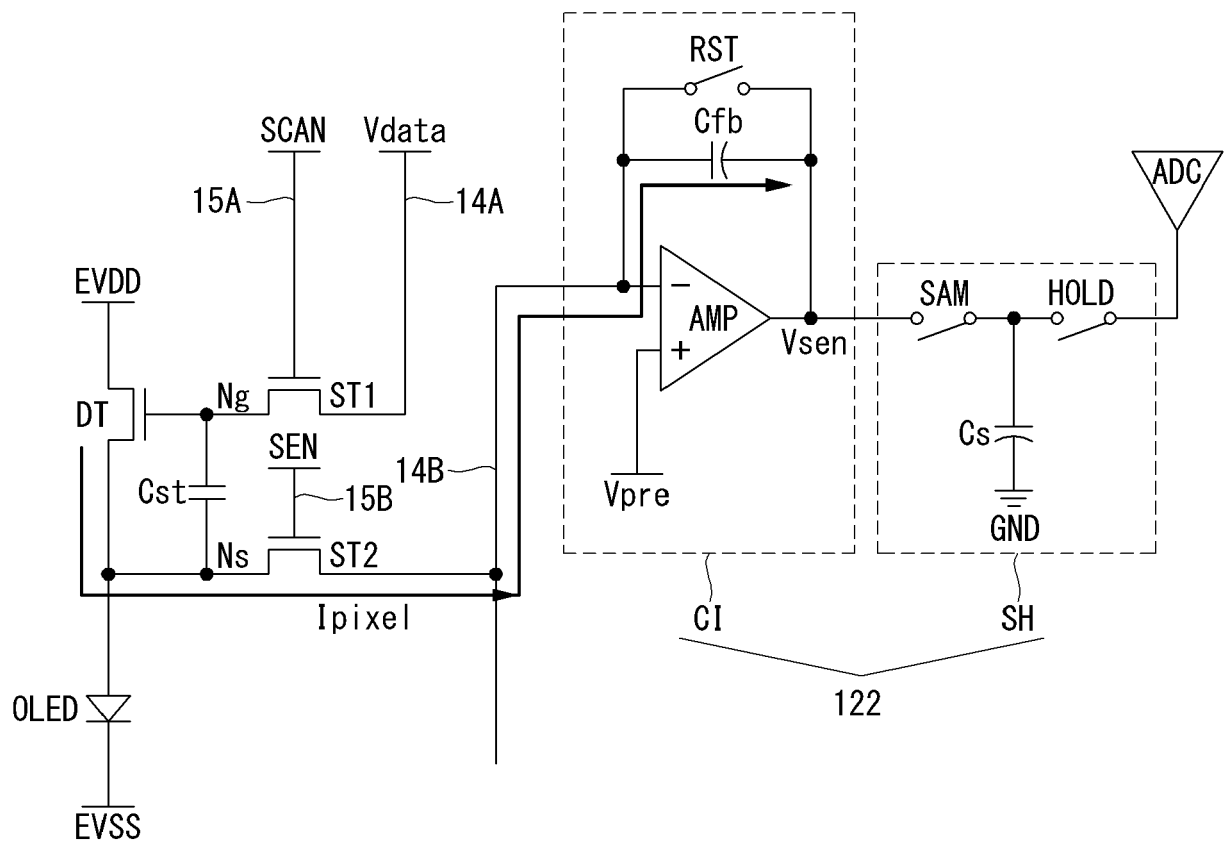 RST
Cfb
SCAN
Vdata
ADC
15A
14A
EVDD
SAM
HOLD
−
AMP
+
Vsen
DT
Ng
ST1
SEN
14B
Cs
Cst
15B
Vpre
GND
Ns
ST2
Ipixel
CI
SH
OLED
122
EVSS